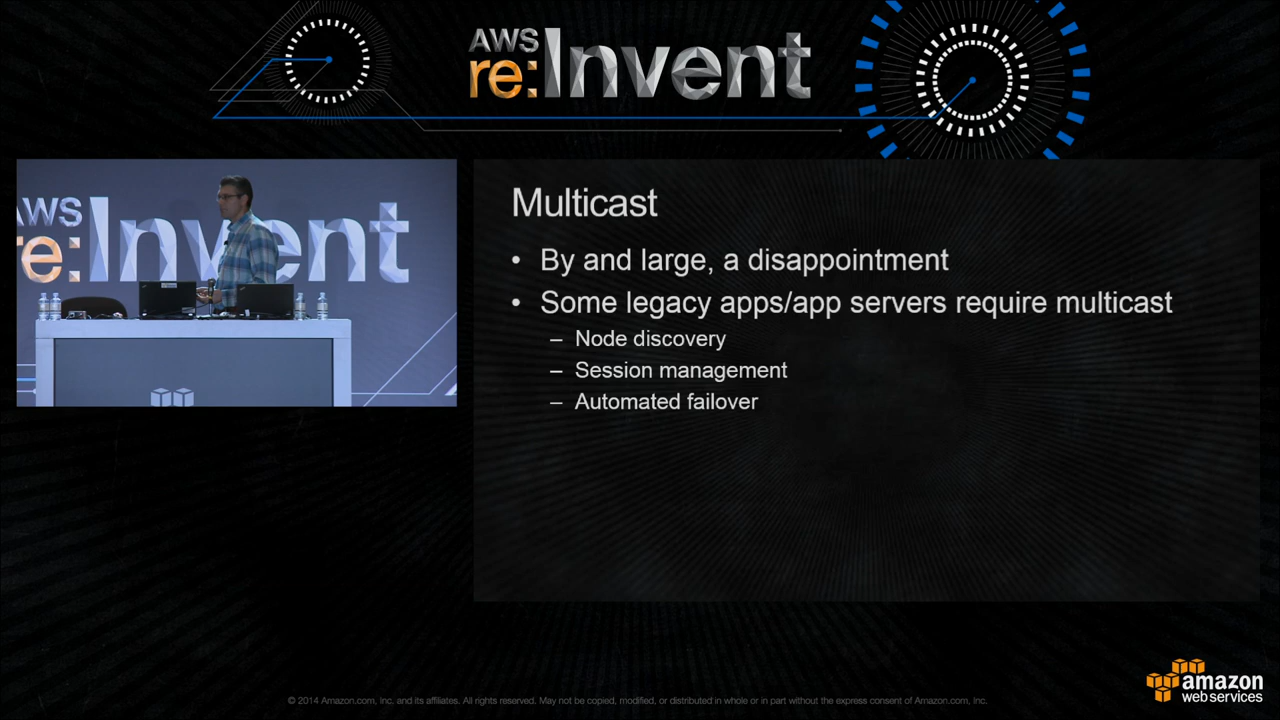 AWS
re:Invent
AWS
re:Invent
Multicast
• By and large, a disappointment
• Some legacy apps/app servers require multicast
– Node discovery
– Session management
– Automated failover
© 2014 Amazon.com, Inc. and its affiliates. All rights reserved. May not be copied, modified, or distributed in whole or in part without the express consent of Amazon.com, Inc.
amazon
web services